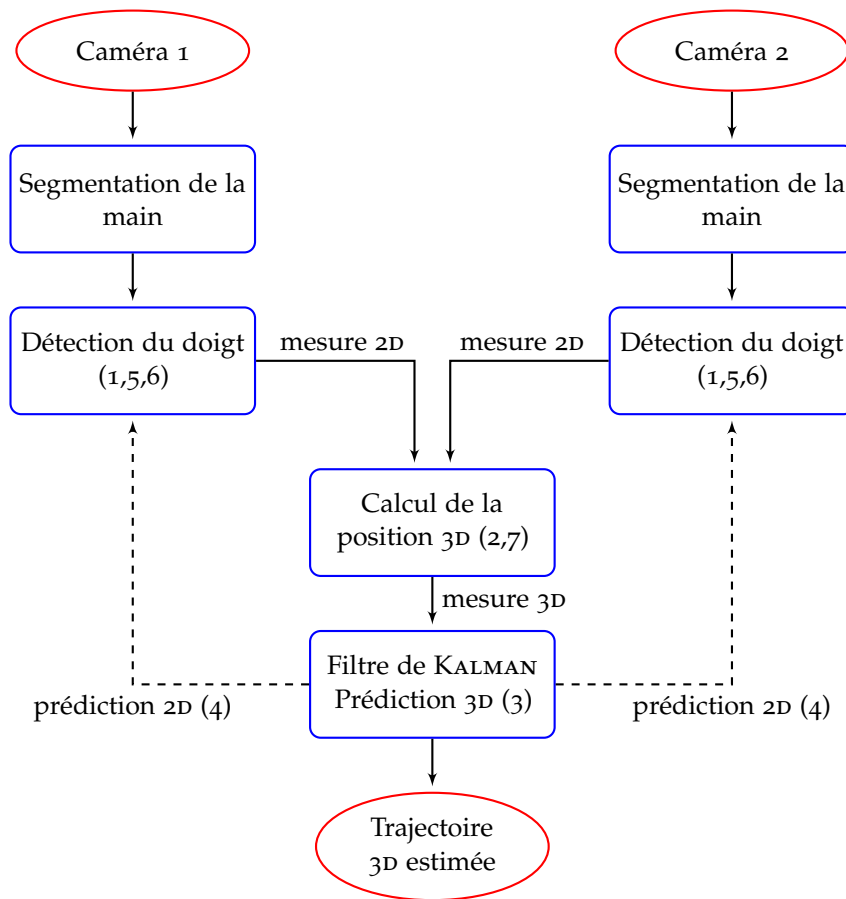 Caméra 1
Caméra 2
Segmentation de la
main
Segmentation de la
main
Détection du doigt
(1,5,6)
mesure 2D
mesure 2D
Détection du doigt
(1,5,6)
Calcul de la
position 3D (2,7)
mesure 3D
Filtre de KALMAN
Prédiction 3D (3)
prédiction 2D (4)
prédiction 2D (4)
Trajectoire
3D estimée